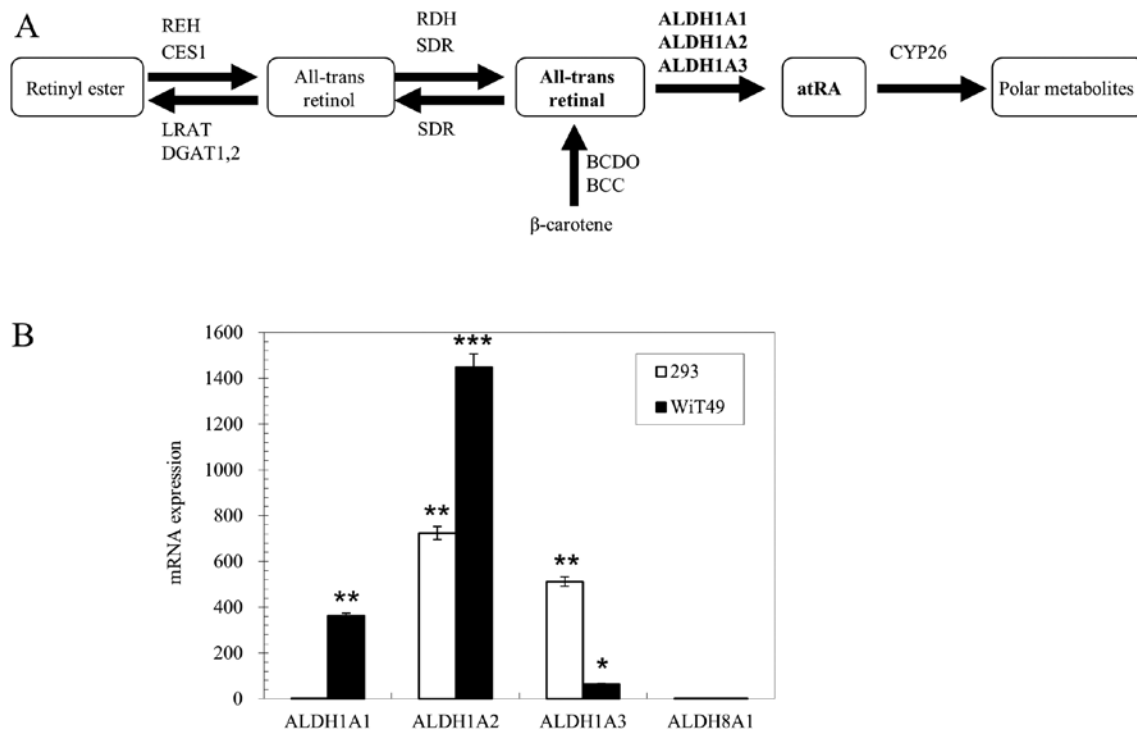 A
REH
CES1
RDH
SDR
ALDH1A1
ALDH1A2
ALDH1A3
CYP26
Retinyl ester
All-trans
retinol
All-trans
retinal
atRA
Polar metabolites
LRAT
DGAT1,2
SDR
BCDO
BCC
β-carotene
B
mRNA expression
1600
1400
1200
1000
800
600
400
200
0
**
**
***
**
*
293
WiT49
ALDH1A1 ALDH1A2 ALDH1A3 ALDH8A1